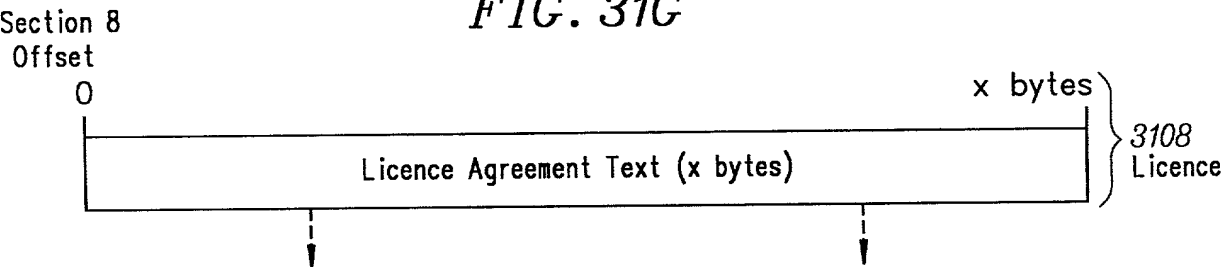 FIG. 31G
Section 8
Offset
0
x bytes
Licence Agreement Text (x bytes)
3108
Licence